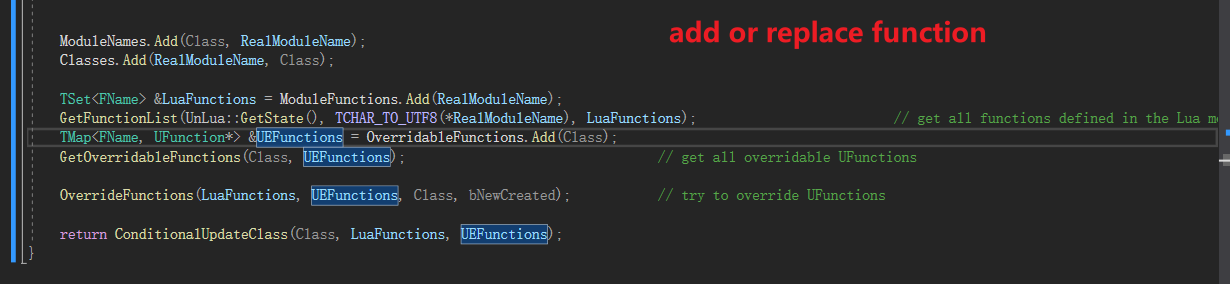 add or replace function
ModuleNames.Add(Class, RealModuleName);
Classes.Add(RealModuleName, Class);
TSet<FName> &LuaFunctions = ModuleFunctions.Add(RealModuleName);
GetFunctionList(UnLua::GetState(), TCHAR_TO_UTF8(*RealModuleName), LuaFunctions); // get all functions defined in the Lua
TMap<FName, UFunction*> &UEFunctions = OverridableFunctions.Add(Class);
GetOverridableFunctions(Class, UEFunctions); // get all overridable UFunctions
OverrideFunctions(LuaFunctions, UEFunctions, Class, bNewCreated); // try to override UFunctions
return ConditionalUpdateClass(Class, LuaFunctions, UEFunctions);
}